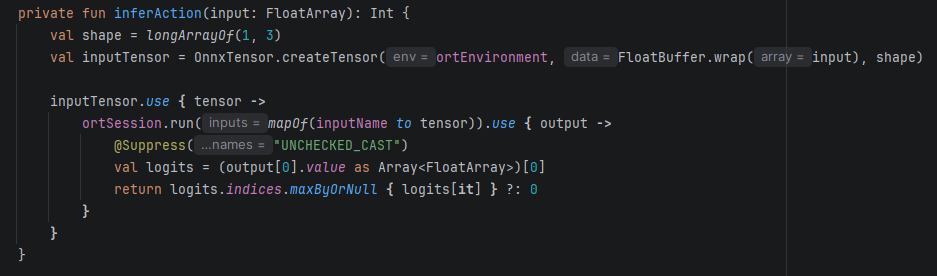 private fun inferAction(input: FloatArray): Int {
    val shape = longArrayOf(1, 3)
    val inputTensor = OnnxTensor.createTensor( env = ortEnvironment, data = FloatBuffer.wrap( array = input), shape)

    inputTensor.use { tensor ->
        ortSession.run( inputs = mapOf(inputName to tensor)).use { output ->
            @Suppress( ...names = "UNCHECKED_CAST")
            val logits = (output[0].value as Array<FloatArray>)[0]
            return logits.indices.maxByOrNull { logits[it] } ?: 0
        }
    }
}